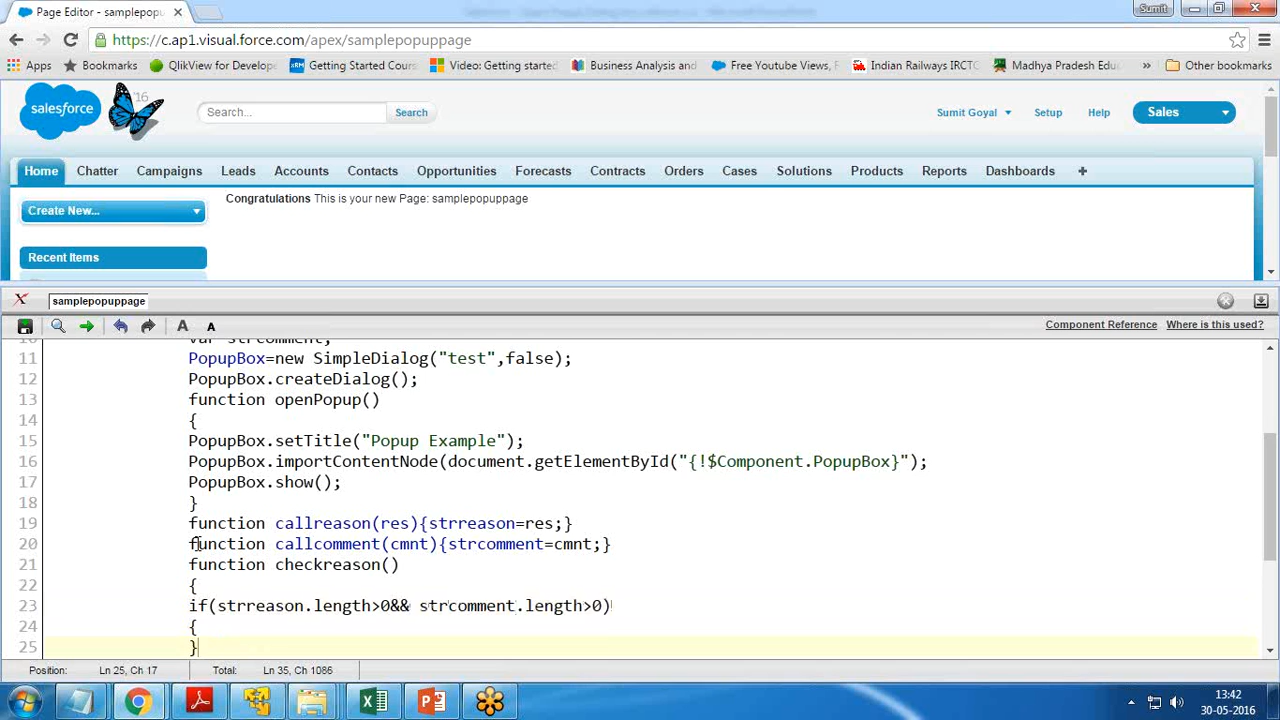 Page Editor - samplepopu
Sumit
https://c.ap1.visual.force.com/apex/samplepopuppage
Apps Bookmarks QlikView for Develope Getting Started Cours Video: Getting started Business Analysis and Free Youtube Views, F Indian Railways IRCTC Madhya Pradesh Edu » Other bookmarks
salesforce '16 Search... Search Sumit Goyal Setup Help Sales
Home Chatter Campaigns Leads Accounts Contacts Opportunities Forecasts Contracts Orders Cases Solutions Products Reports Dashboards +
Congratulations This is your new Page: samplepopuppage
Create New...
Recent Items
samplepopuppage
A A Component Reference Where is this used?
10 var strcomment;
11 PopupBox=new SimpleDialog("test",false);
12 PopupBox.createDialog();
13 function openPopup()
14 {
15 PopupBox.setTitle("Popup Example");
16 PopupBox.importContentNode(document.getElementById("{!$Component.PopupBox}");
17 PopupBox.show();
18 }
19 function callreason(res){strreason=res;}
20 function callcomment(cmnt){strcomment=cmnt;}
21 function checkreason()
22 {
23 if(strreason.length>0&& strcomment.length>0)
24 {
25 }
Position: Ln 25, Ch 17 Total: Ln 35, Ch 1086
13:42
30-05-2016